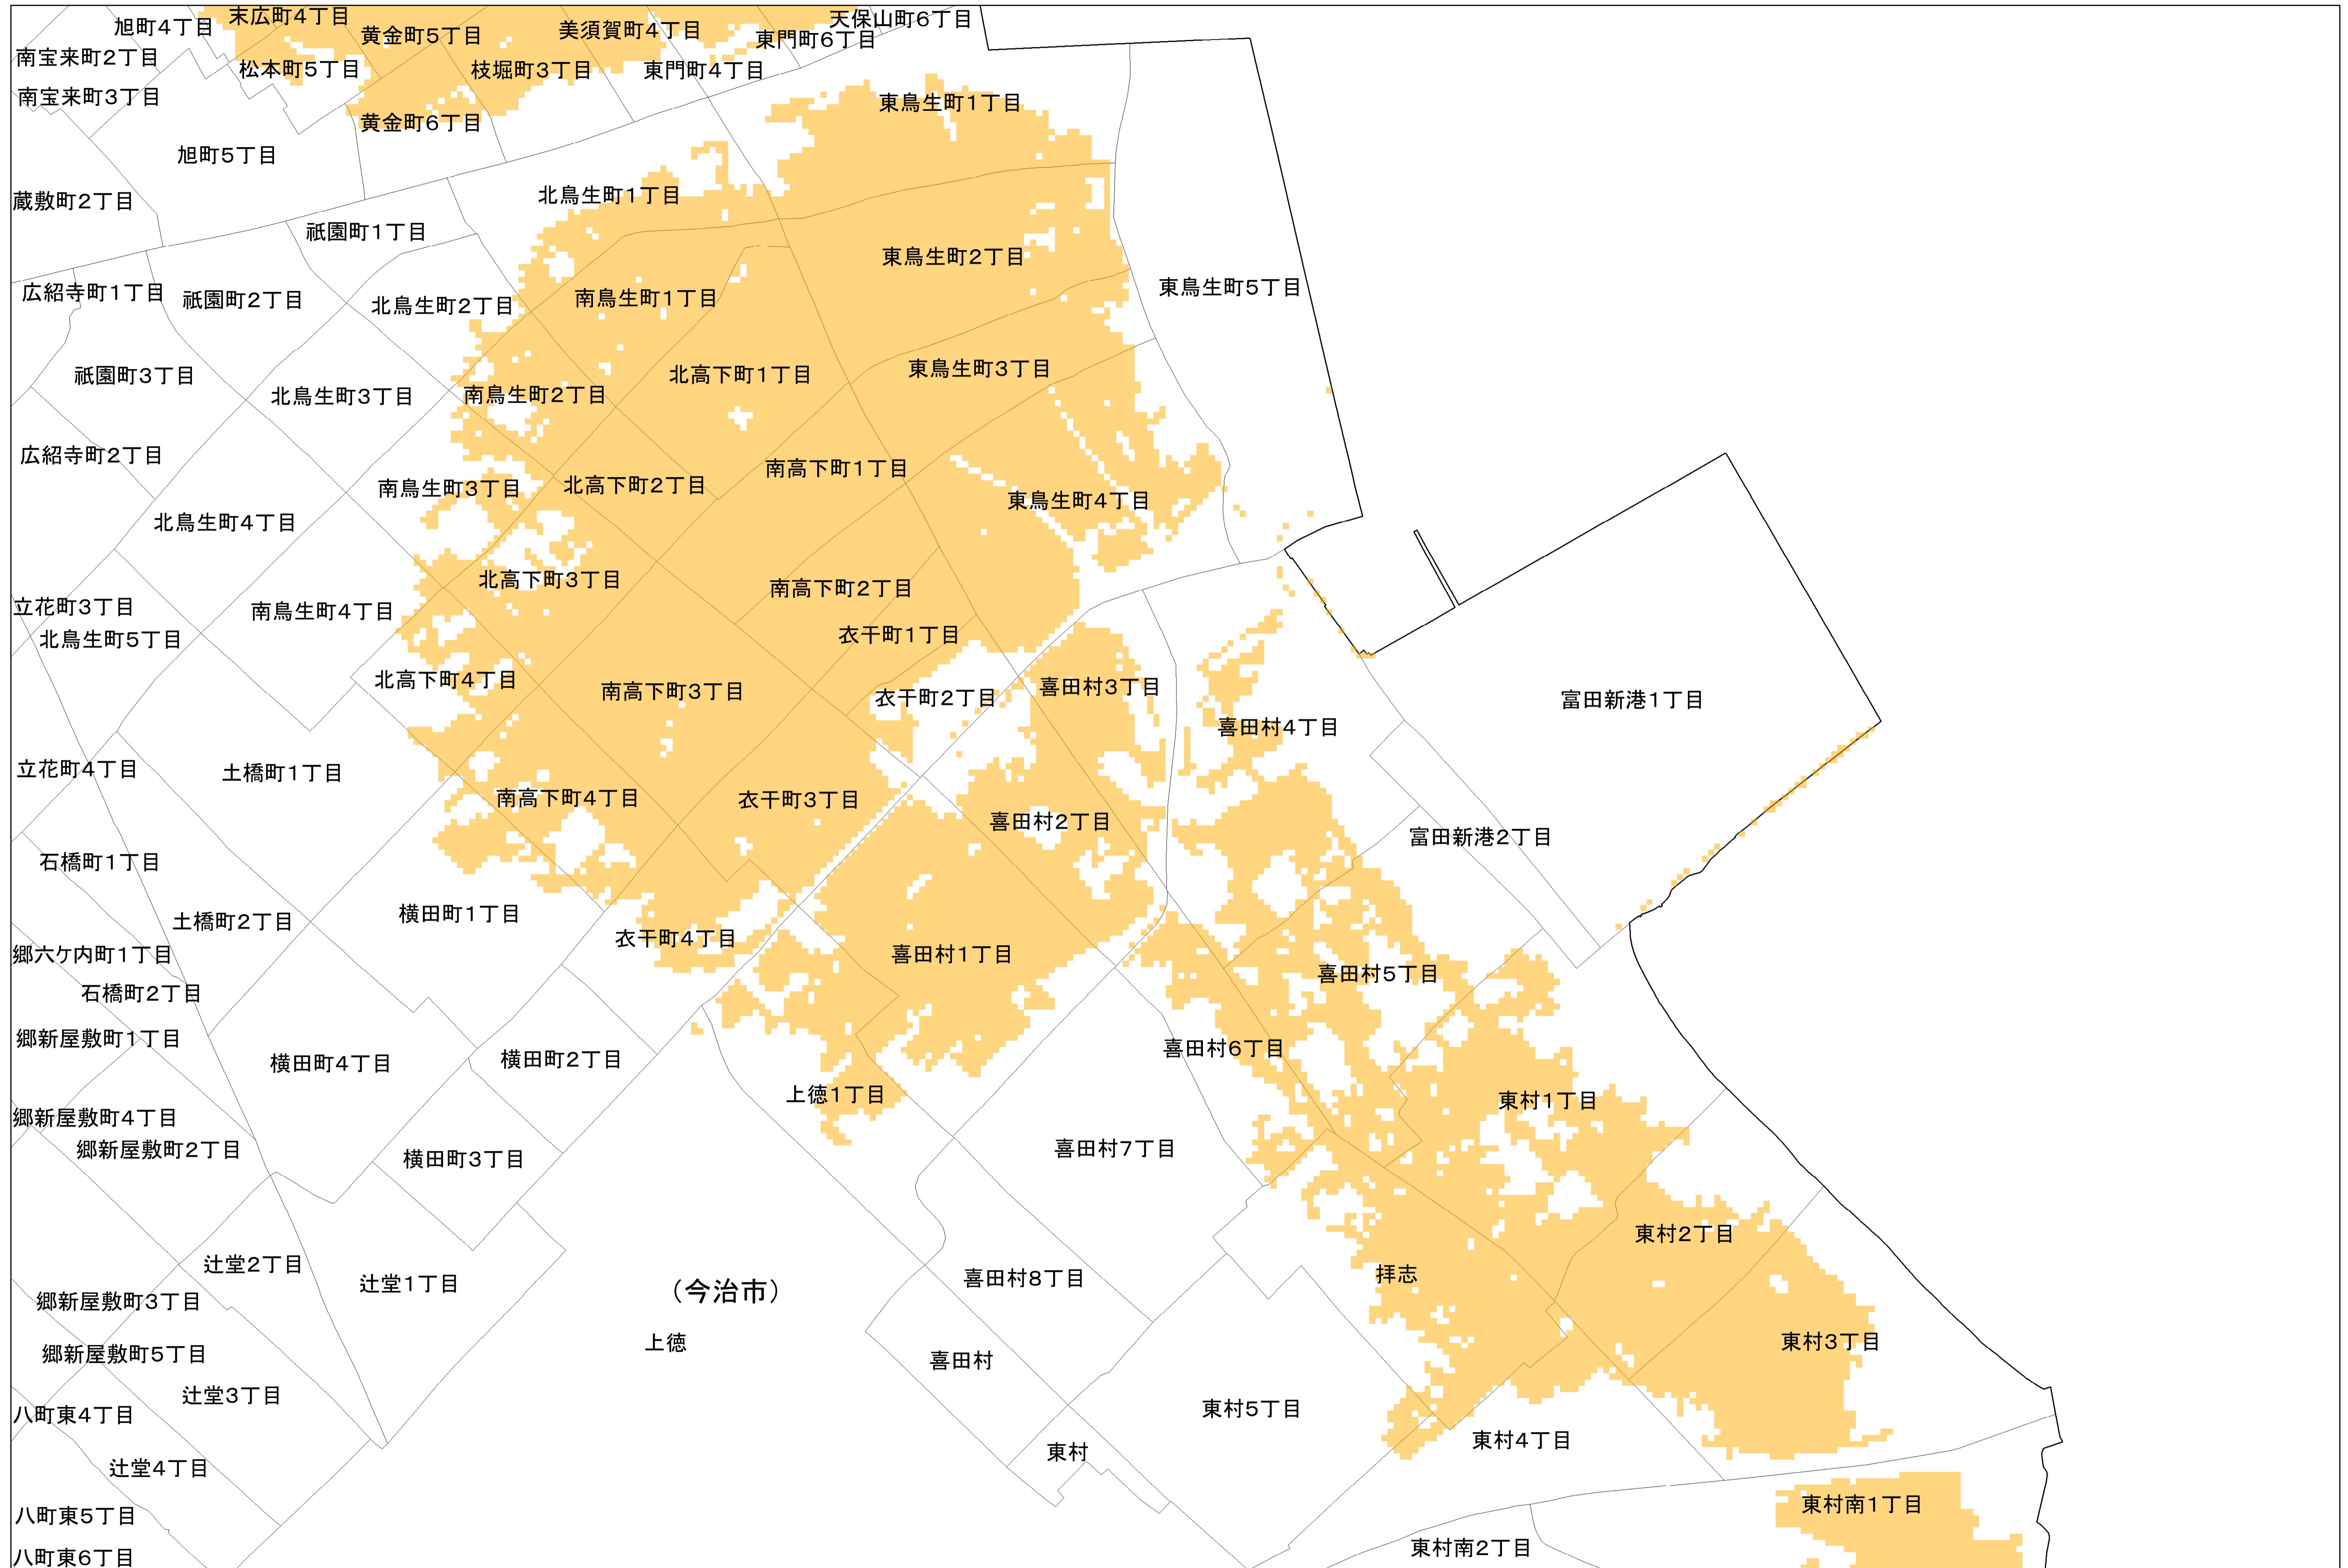 末広町4丁目
天保山町6丁目
旭町4丁目
美須賀町4丁目
黄金町5丁目
東門町6丁目
南宝来町2丁目
松本町5丁目
枝堀町3丁目
東門町4丁目
南宝来町3丁目
東鳥生町1丁目
黄金町6丁目
旭町5丁目
北鳥生町1丁目
蔵敷町2丁目
祇園町1丁目
東鳥生町2丁目
東鳥生町5丁目
広紹寺町1丁目
祇園町2丁目
南鳥生町1丁目
北鳥生町2丁目
東鳥生町3丁目
祇園町3丁目
北高下町1丁目
南鳥生町2丁目
北鳥生町3丁目
広紹寺町2丁目
南高下町1丁目
北高下町2丁目
南鳥生町3丁目
東鳥生町4丁目
北鳥生町4丁目
北高下町3丁目
南高下町2丁目
立花町3丁目
南鳥生町4丁目
衣干町1丁目
北鳥生町5丁目
北高下町4丁目
喜田村3丁目
南高下町3丁目
衣干町2丁目
富田新港1丁目
喜田村4丁目
立花町4丁目
土橋町1丁目
南高下町4丁目
衣干町3丁目
喜田村2丁目
富田新港2丁目
石橋町1丁目
横田町1丁目
土橋町2丁目
衣干町4丁目
郷六ケ内町1丁目
喜田村1丁目
喜田村5丁目
石橋町2丁目
郷新屋敷町1丁目
喜田村6丁目
横田町2丁目
横田町4丁目
上徳1丁目
東村1丁目
郷新屋敷町4丁目
郷新屋敷町2丁目
喜田村7丁目
横田町3丁目
東村2丁目
辻堂2丁目
拝志
喜田村8丁目
辻堂1丁目
（今治市）
郷新屋敷町3丁目
上徳
東村3丁目
郷新屋敷町5丁目
喜田村
辻堂3丁目
東村5丁目
八町東4丁目
東村4丁目
東村
辻堂4丁目
東村南1丁目
八町東5丁目
東村南2丁目
八町東6丁目